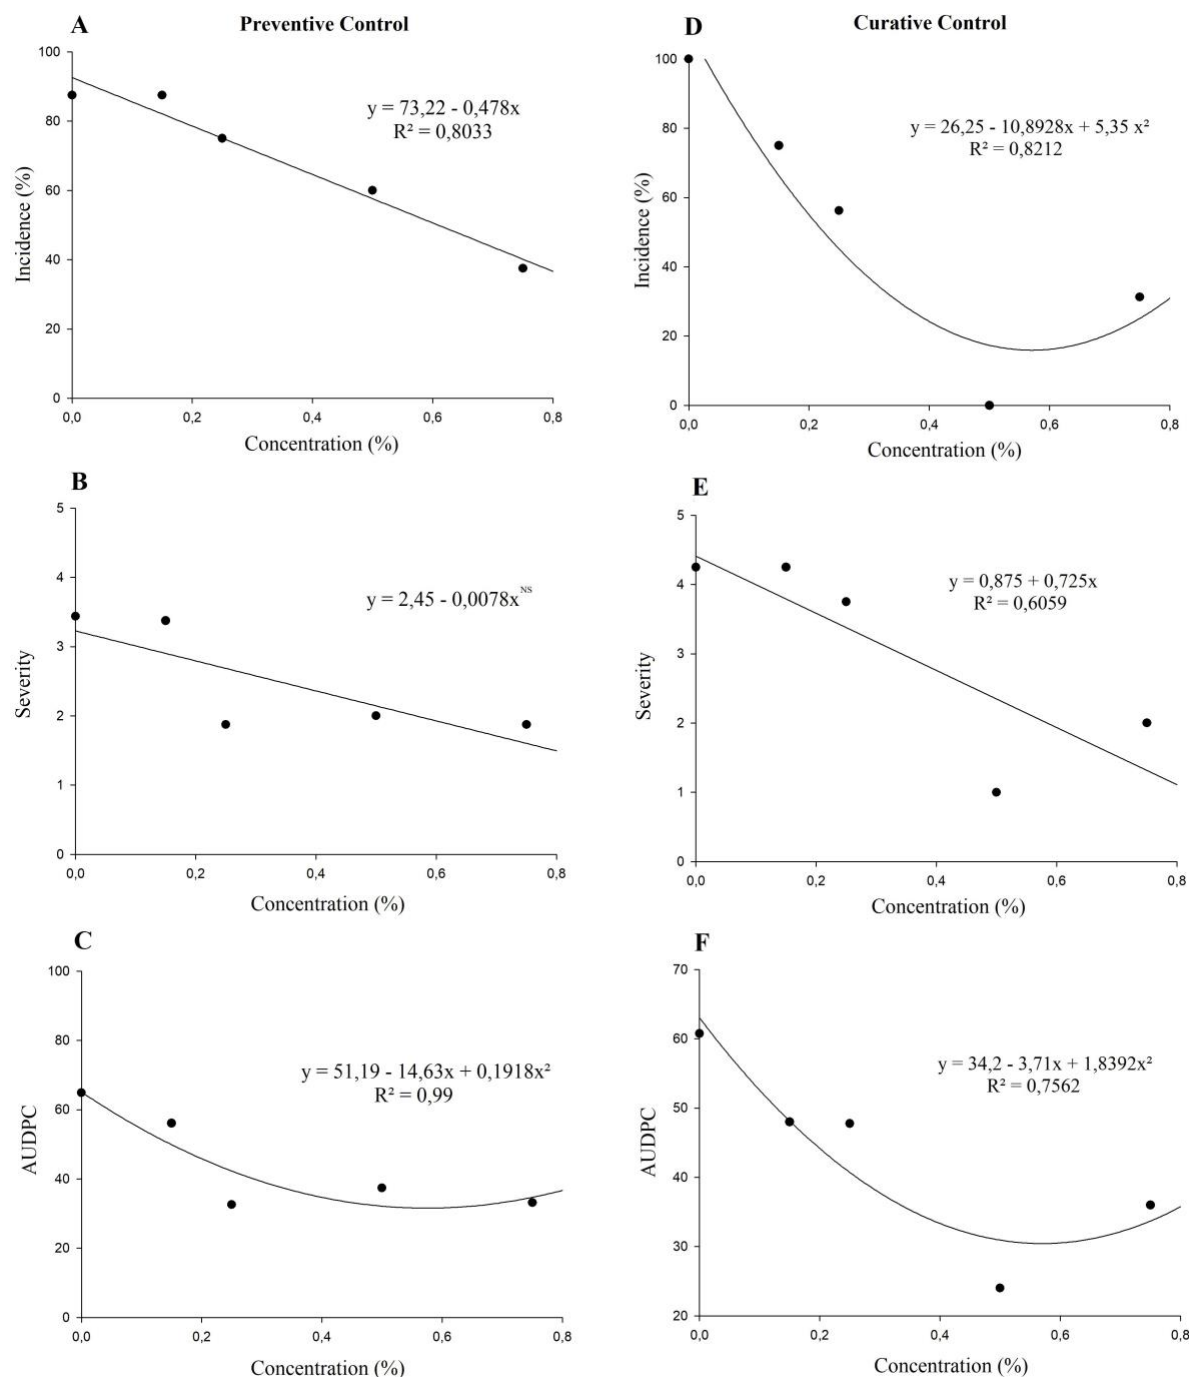 A
Preventive Control
100
80
60
40
20
0
Incidence (%)
y = 73,22 - 0,478x
R² = 0,8033
0,0 0,2 0,4 0,6 0,8
Concentration (%)
D
Curative Control
100
80
60
40
20
0
Incidence (%)
y = 26,25 - 10,8928x + 5,35 x²
R² = 0,8212
0,0 0,2 0,4 0,6 0,8
Concentration (%)
B
5
4
3
2
1
0
Severity
y = 2,45 - 0,0078x NS
0,0 0,2 0,4 0,6 0,8
Concentration (%)
E
5
4
3
2
1
0
Severity
y = 0,875 + 0,725x
R² = 0,6059
0,0 0,2 0,4 0,6 0,8
Concentration (%)
C
100
80
60
40
20
0
AUDPC
y = 51,19 - 14,63x + 0,1918x²
R² = 0,99
0,0 0,2 0,4 0,6 0,8
Concentration (%)
F
70
60
50
40
30
20
AUDPC
y = 34,2 - 3,71x + 1,8392x²
R² = 0,7562
0,0 0,2 0,4 0,6 0,8
Concentration (%)